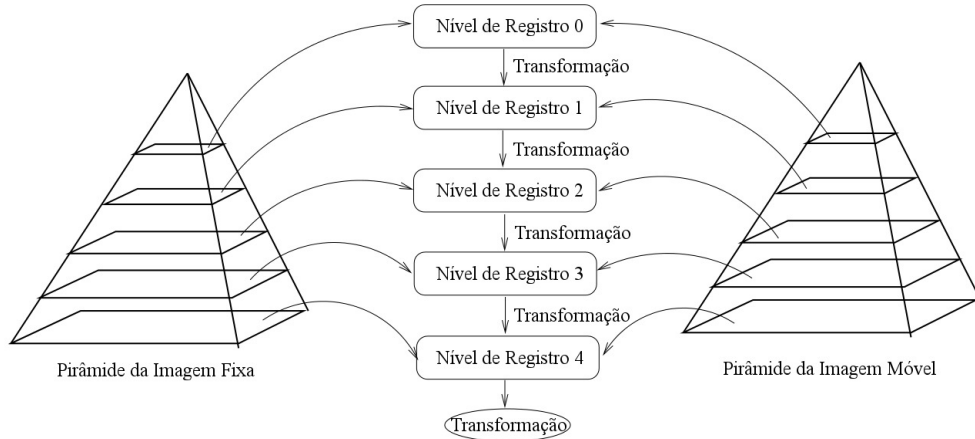 Nível de Registro 0
Transformação
Nível de Registro 1
Transformação
Nível de Registro 2
Transformação
Nível de Registro 3
Transformação
Nível de Registro 4
Pirâmide da Imagem Fixa
Pirâmide da Imagem Móvel
Transformação